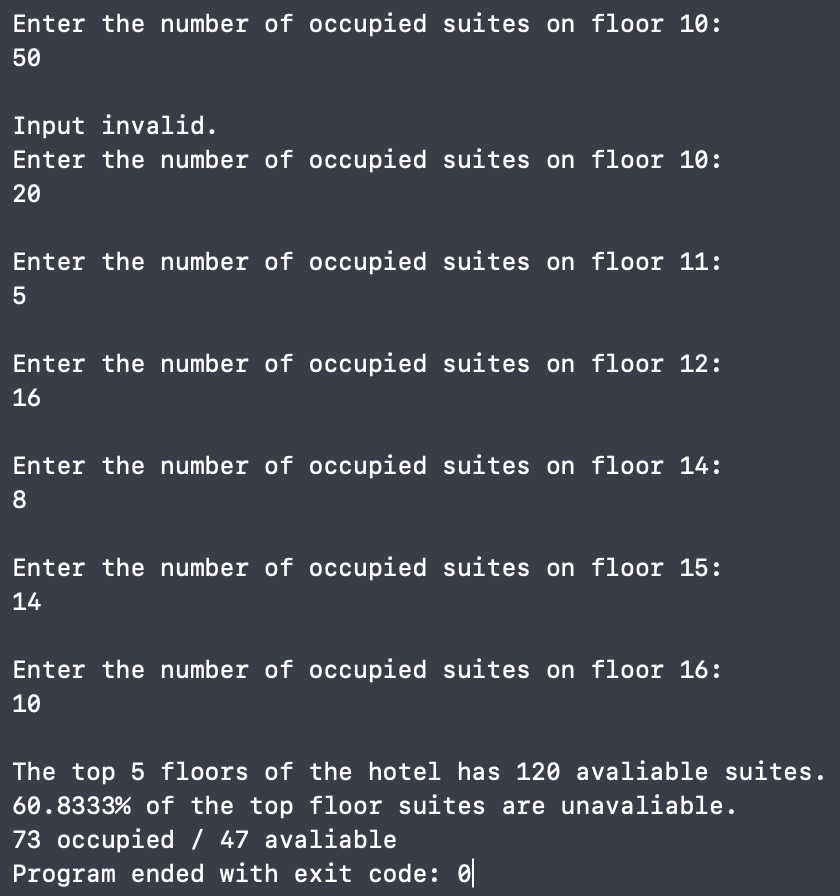 Enter the number of occupied suites on floor 10:
50
Input invalid.
Enter the number of occupied suites on floor 10:
20
Enter the number of occupied suites on floor 11:
5
Enter the number of occupied suites on floor 12:
16
Enter the number of occupied suites on floor 14:
8
Enter the number of occupied suites on floor 15:
14
Enter the number of occupied suites on floor 16:
10
The top 5 floors of the hotel has 120 avaliable suites.
60.8333% of the top floor suites are unavaliable.
73 occupied / 47 avaliable
Program ended with exit code: 0